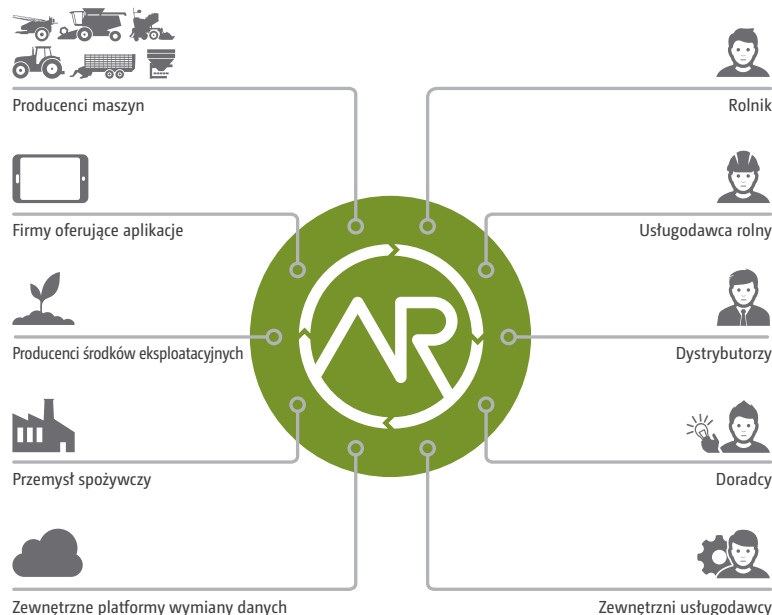 Producenci maszyn
Rolnik
Firmy oferujące aplikacje
Usługodawca rolny
AR
Producenci środków eksploatacyjnych
Dystrybutorzy
Przemysł spożywczy
Doradcy
Zewnętrzne platformy wymiany danych
Zewnętrzni usługodawcy